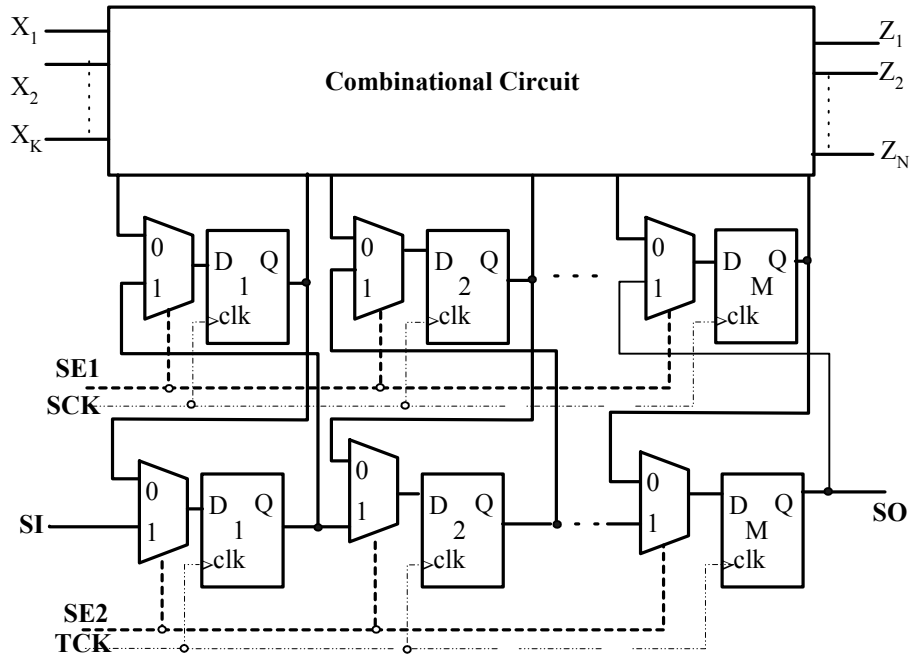 X1
X2
XK
Combinational Circuit
Z1
Z2
ZN
0
1
D Q
1
clk
0
1
D Q
2
clk
0
1
D Q
M
clk
SE1
SCK
0
1
D Q
1
clk
0
1
D Q
2
clk
0
1
D Q
M
clk
SI
SO
SE2
TCK